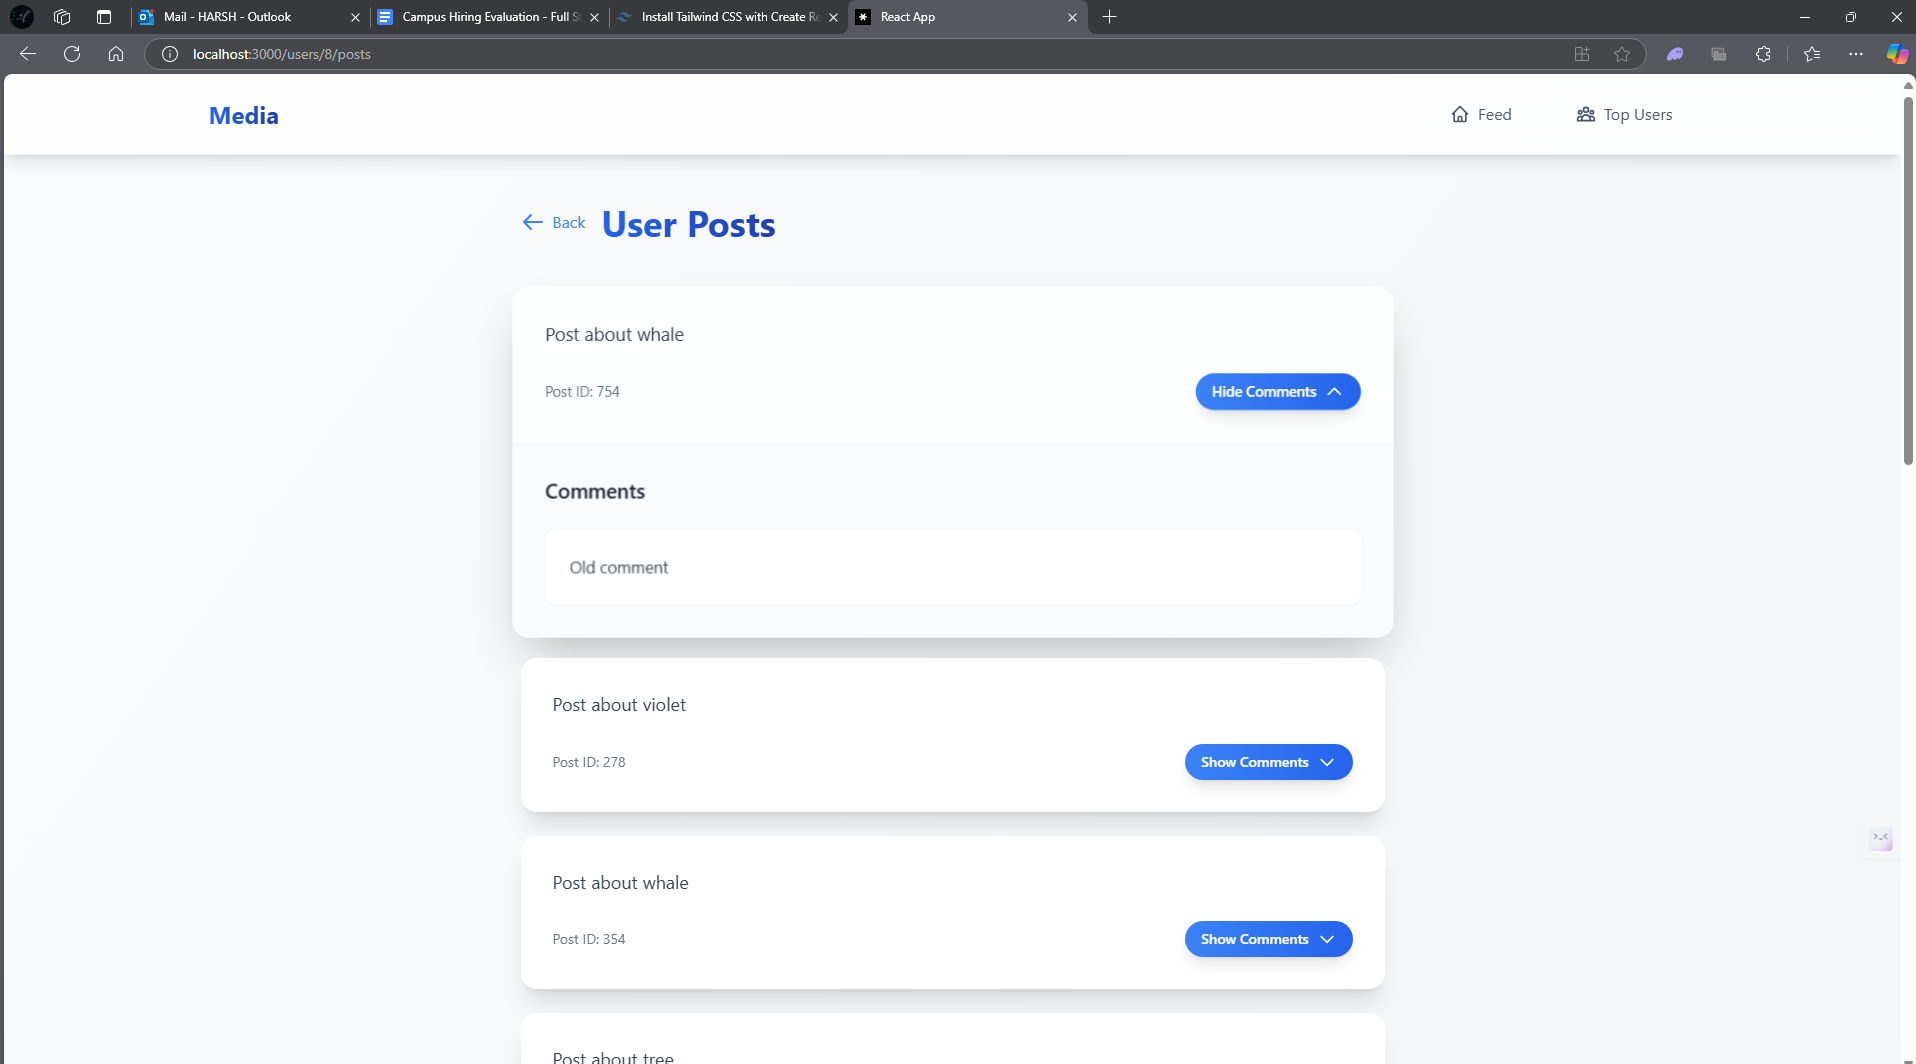 Mail - HARSH - Outlook
Campus Hiring Evaluation - Full S
Install Tailwind CSS with Create Re
React App
localhost:3000/users/8/posts
Media
Feed
Top Users
Back
User Posts
Post about whale
Post ID: 754
Hide Comments
Comments
Old comment
Post about violet
Post ID: 278
Show Comments
Post about whale
Post ID: 354
Show Comments
Post about tree